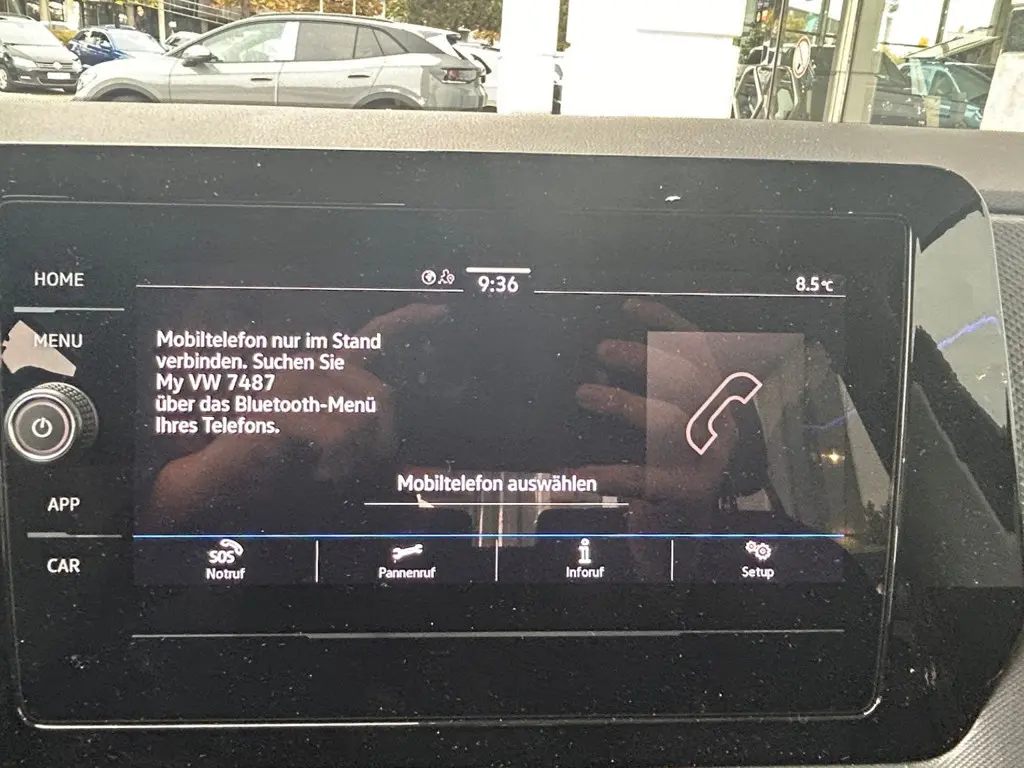 HOME
9:36
8.5°C
MENU
Mobiltelefon nur im Stand
verbinden. Suchen Sie
My VW 7487
über das Bluetooth-Menü
Ihres Telefons.
Mobiltelefon auswählen
APP
CAR
SOS
Notruf
Pannenruf
Inforuf
Setup